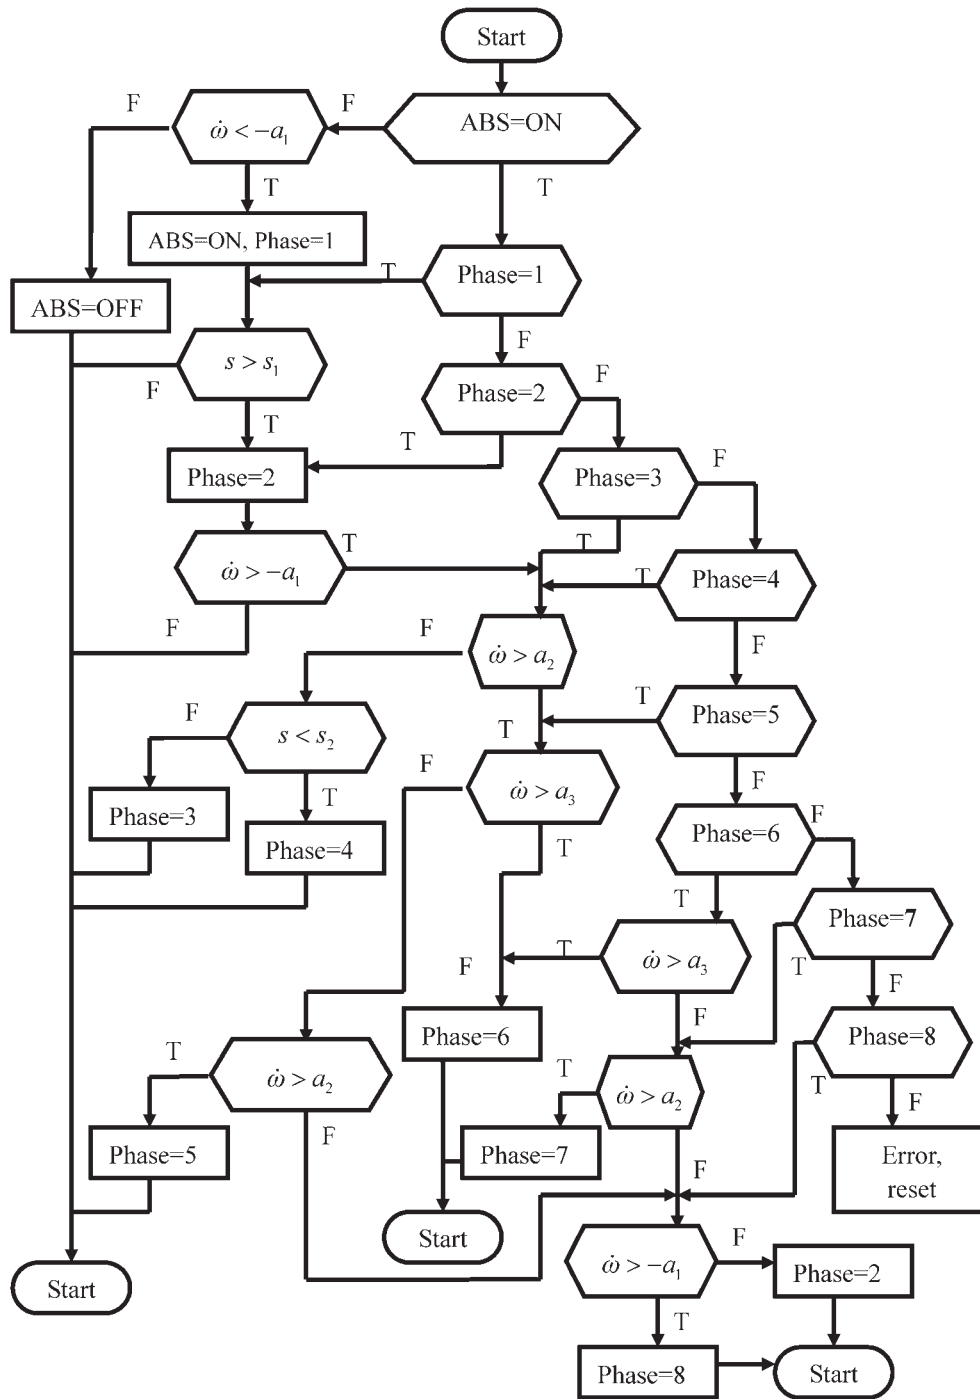 Start
F
F
ω̇ < −a₁
ABS=ON
T
T
ABS=ON, Phase=1
T
Phase=1
ABS=OFF
F
s > s₁
F
F
Phase=2
T
T
Phase=2
F
Phase=3
T
T
ω̇ > −a₁
T
Phase=4
F
F
F
ω̇ > a₂
F
s < s₂
T
Phase=5
T
F
ω̇ > a₃
F
Phase=3
T
Phase=6
F
Phase=4
T
T
Phase=7
F
T
ω̇ > a₃
T
F
Phase=6
F
Phase=8
T
ω̇ > a₂
T
ω̇ > a₂
T
F
Phase=5
F
Phase=7
F
Error,
reset
Start
F
ω̇ > −a₁
Phase=2
Start
T
Phase=8
Start